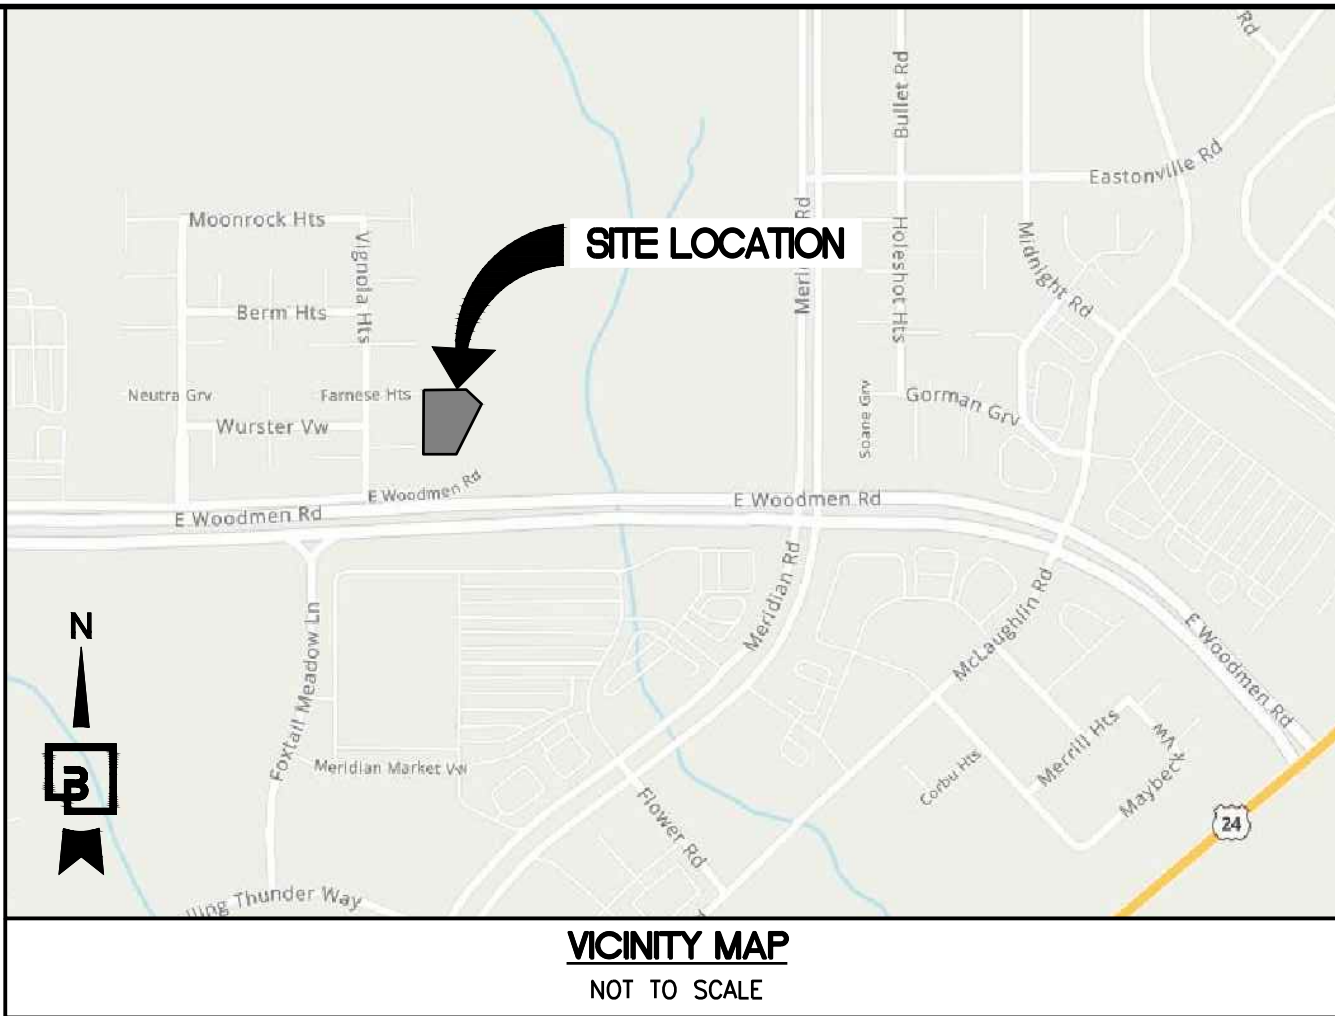 Rd
Bullet Rd
Eastonville Rd
Moonrock Hts
Vignola Hts
SITE LOCATION
Meri
Rd
Holeshot Hts
Midnight Rd
Berm Hts
Neutra Grv
Farnese Hts
Soane Grv
Gorman Grv
Wurster Vw
E Woodmen Rd
E Woodmen Rd
E Woodmen Rd
Meridian Rd
McLaughlin Rd
E Woodmen Rd
N
B
Foxtail Meadow Ln
Meridian Market Vw
Corbu Hts
Merrill Hts
Maybeck Vw
Flower Rd
24
lling Thunder Way
VICINITY MAP
NOT TO SCALE